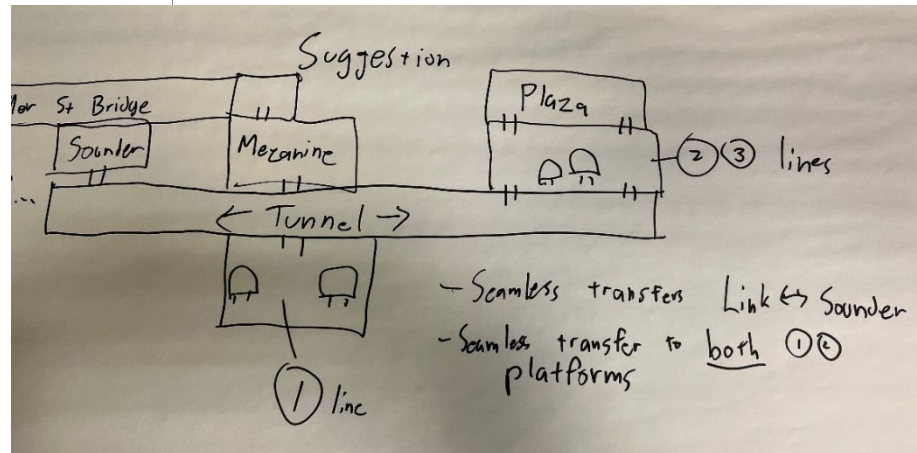 Suggestion
St Bridge
Plaza
Sounder
Mezanine
② ③ lines
...
← Tunnel →
- Seamless transfers Link ↔ Sounder
- Seamless transfer to both ① ②
platforms
① line